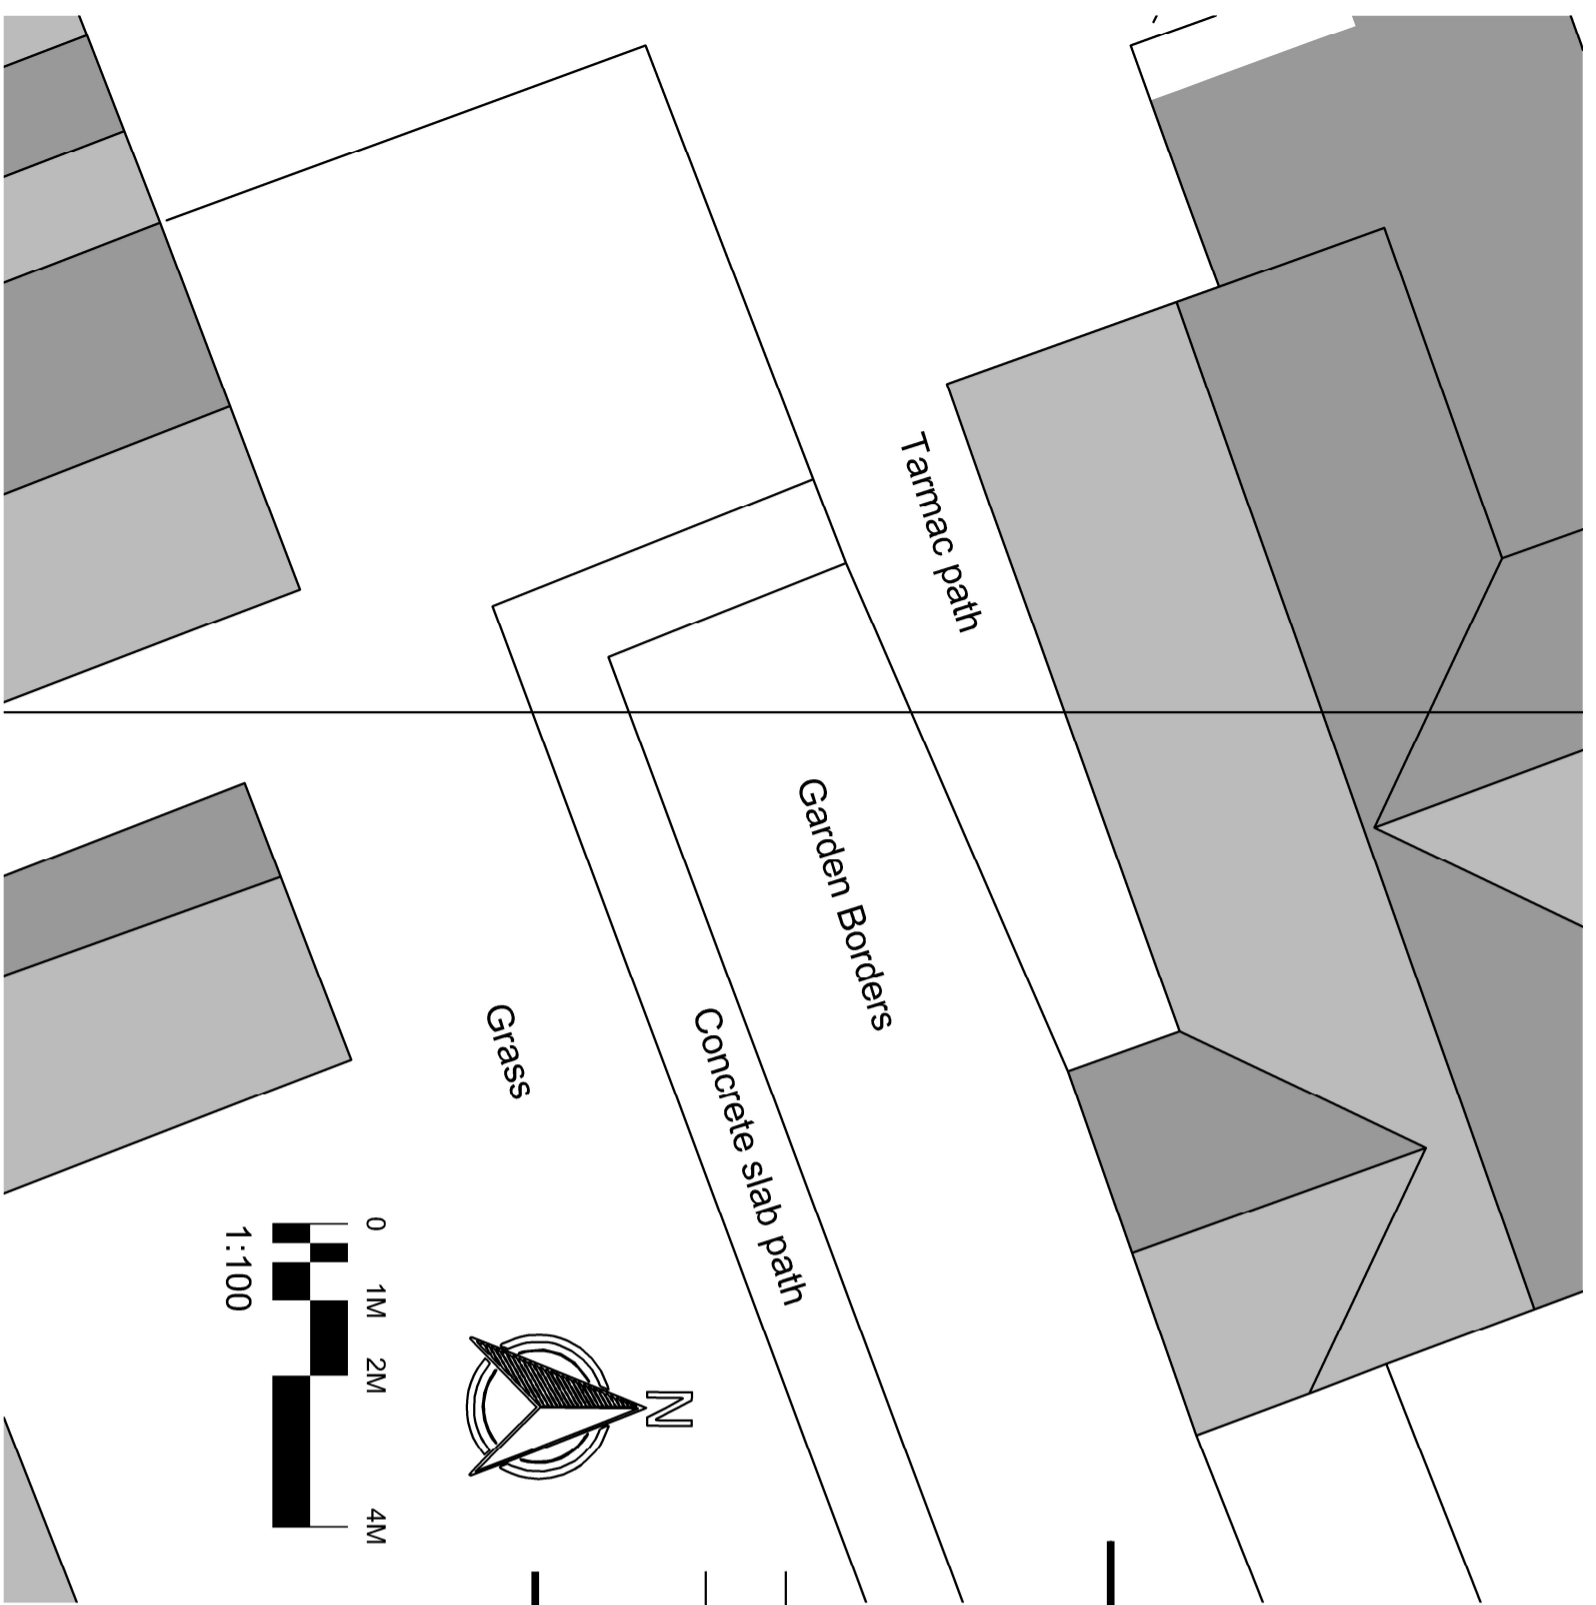 Tarmac path
Garden Borders
Concrete slab path
Grass
0
1M
2M
4M
1:100
N